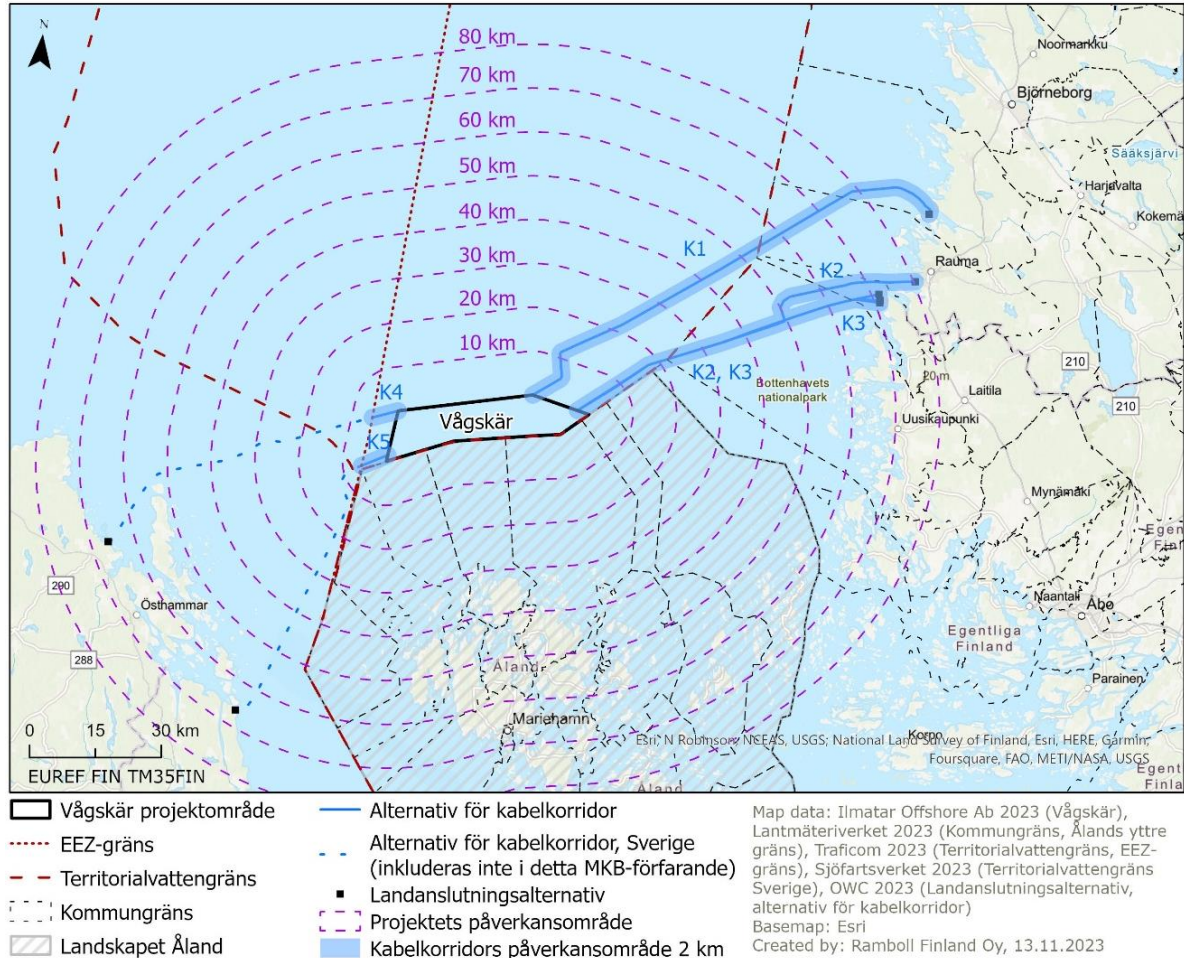 N
80 km
70 km
60 km
50 km
40 km
30 km
20 km
10 km
Noormarkku
Björneborg
Sääksjärvi
Harjavalta
Kokemä
K1
Rauma
K2
K3
K2, K3
20 m
210
Laitila
210
Bottenhavets
nationalpark
Uusikaupunki
K4
Vågskär
K5
Mynämäki
Egen
Finl
290
Östhammar
288
Naantali
Åbo
Egentliga
Finland
Parainen
Åland
Mariehamn
Korpo
Åland
Egentl
Finla
0 15 30 km
EUREF FIN TM35FIN
Esri, N Robinson, NCEAS, USGS; National Land Survey of Finland, Esri, HERE, Garmin,
Foursquare, FAO, METI/NASA, USGS
Vågskär projektområde
EEZ-gräns
Territorialvattengräns
Kommungräns
Landskapet Åland
Alternativ för kabelkorridor
Alternativ för kabelkorridor, Sverige
(inkluderas inte i detta MKB-förfarande)
Landanslutningsalternativ
Projektets påverkansområde
Kabelkorridors påverkansområde 2 km
Map data: Ilmatar Offshore Ab 2023 (Vågskär),
Lantmäteriverket 2023 (Kommungräns, Ålands yttre
gräns), Traficom 2023 (Territorialvattengräns, EEZ-
gräns), Sjöfartsverket 2023 (Territorialvattengräns
Sverige), OWC 2023 (Landanslutningsalternativ,
alternativ för kabelkorridor)
Basemap: Esri
Created by: Ramboll Finland Oy, 13.11.2023